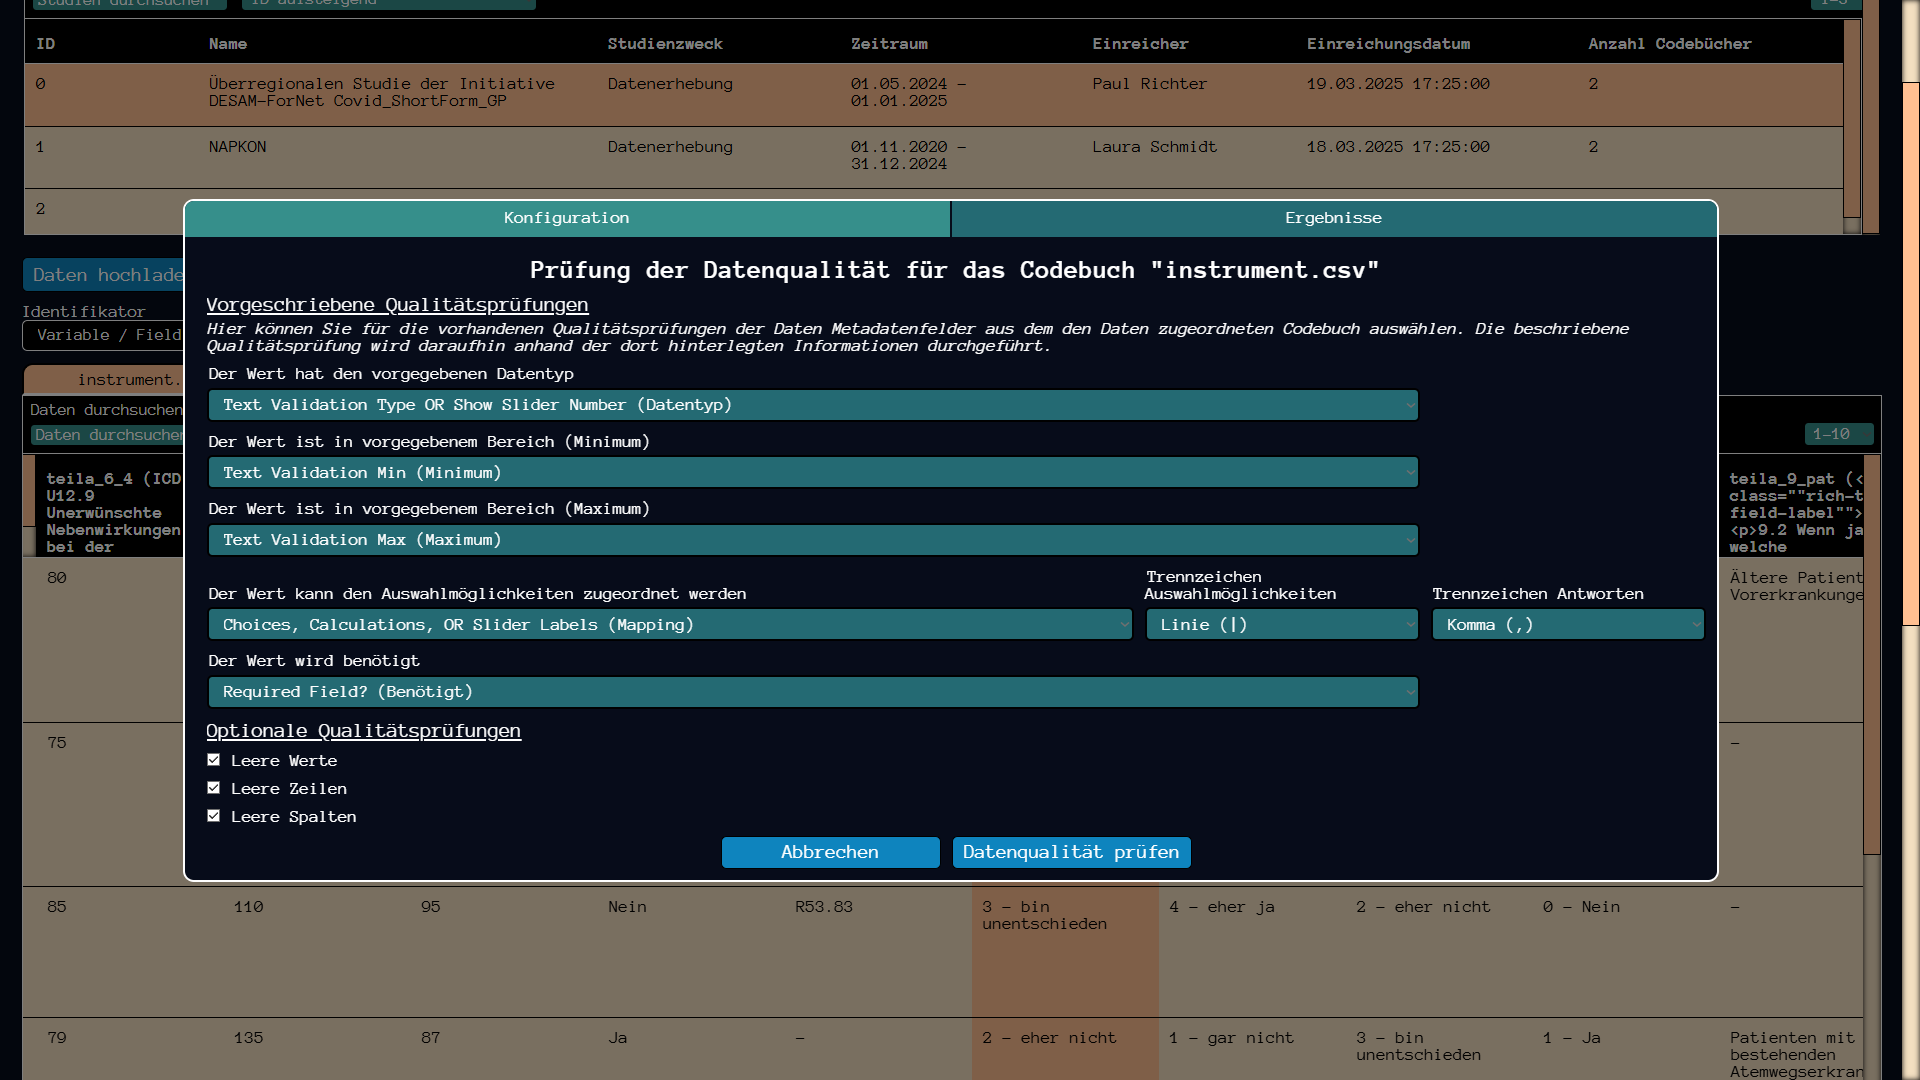 Studien durchsuchen ID aufsteigend 1-3
ID Name Studienzweck Zeitraum Einreicher Einreichungsdatum Anzahl Codebücher
0 Überregionalen Studie der Initiative Datenerhebung 01.05.2024 - Paul Richter 19.03.2025 17:25:00 2
DESAM-ForNet Covid_ShortForm_GP 01.01.2025
1 NAPKON Datenerhebung 01.11.2020 - Laura Schmidt 18.03.2025 17:25:00 2
31.12.2024
2
Konfiguration Ergebnisse
Prüfung der Datenqualität für das Codebuch "instrument.csv"
Vorgeschriebene Qualitätsprüfungen
Hier können Sie für die vorhandenen Qualitätsprüfungen der Daten Metadatenfelder aus dem den Daten zugeordneten Codebuch auswählen. Die beschriebene
Qualitätsprüfung wird daraufhin anhand der dort hinterlegten Informationen durchgeführt.
Der Wert hat den vorgegebenen Datentyp
Text Validation Type OR Show Slider Number (Datentyp)
Der Wert ist in vorgegebenem Bereich (Minimum)
Text Validation Min (Minimum)
Der Wert ist in vorgegebenem Bereich (Maximum)
Text Validation Max (Maximum)
Der Wert kann den Auswahlmöglichkeiten zugeordnet werden
Choices, Calculations, OR Slider Labels (Mapping)
Trennzeichen
Auswahlmöglichkeiten
Linie (|)
Trennzeichen Antworten
Komma (,)
Der Wert wird benötigt
Required Field? (Benötigt)
Optionale Qualitätsprüfungen
Leere Werte
Leere Zeilen
Leere Spalten
Abbrechen Datenqualität prüfen
Daten hochlade
Identifikator
Variable / Field
instrument.
Daten durchsuchen
Daten durchsuchen 1-10
teila_6_4 (ICD
U12.9
Unerwünschte
Nebenwirkungen
bei der
teila_9_pat (<
class=""rich-t
field-label"">
<p>9.2 Wenn ja
welche
80 Ältere Patient
Vorerkrankunge
75 -
85 110 95 Nein R53.83 3 - bin 4 - eher ja 2 - eher nicht 0 - Nein -
unentschieden
79 135 87 Ja - 2 - eher nicht 1 - gar nicht 3 - bin 1 - Ja Patienten mit
unentschieden bestehenden
Atemwegserkran